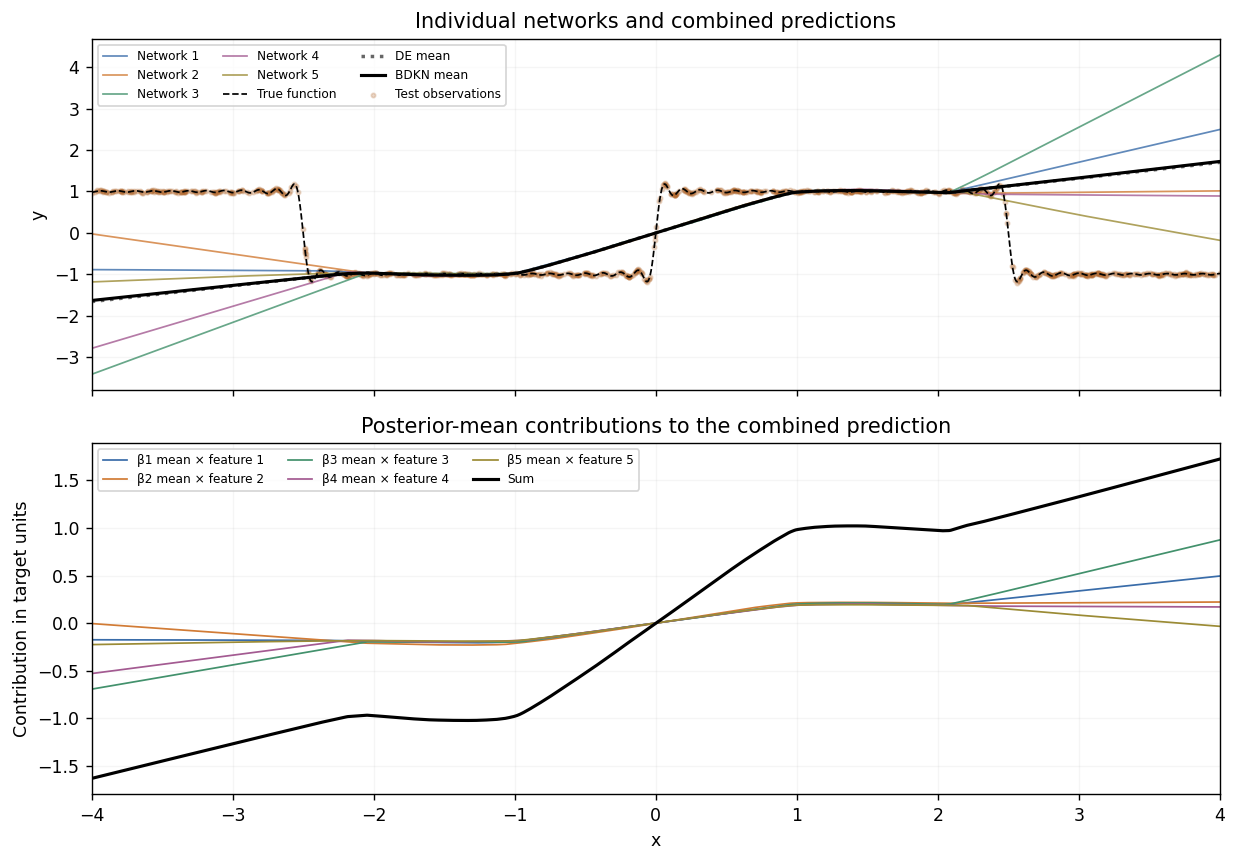 Individual networks and combined predictions
Network 1 Network 4 DE mean
Network 2 Network 5 BDKN mean
Network 3 True function Test observations
4
3
2
1
0
−1
−2
−3
y
Posterior-mean contributions to the combined prediction
β1 mean × feature 1 β3 mean × feature 3 β5 mean × feature 5
β2 mean × feature 2 β4 mean × feature 4 Sum
1.5
1.0
0.5
0.0
−0.5
−1.0
−1.5
Contribution in target units
−4 −3 −2 −1 0 1 2 3 4
x